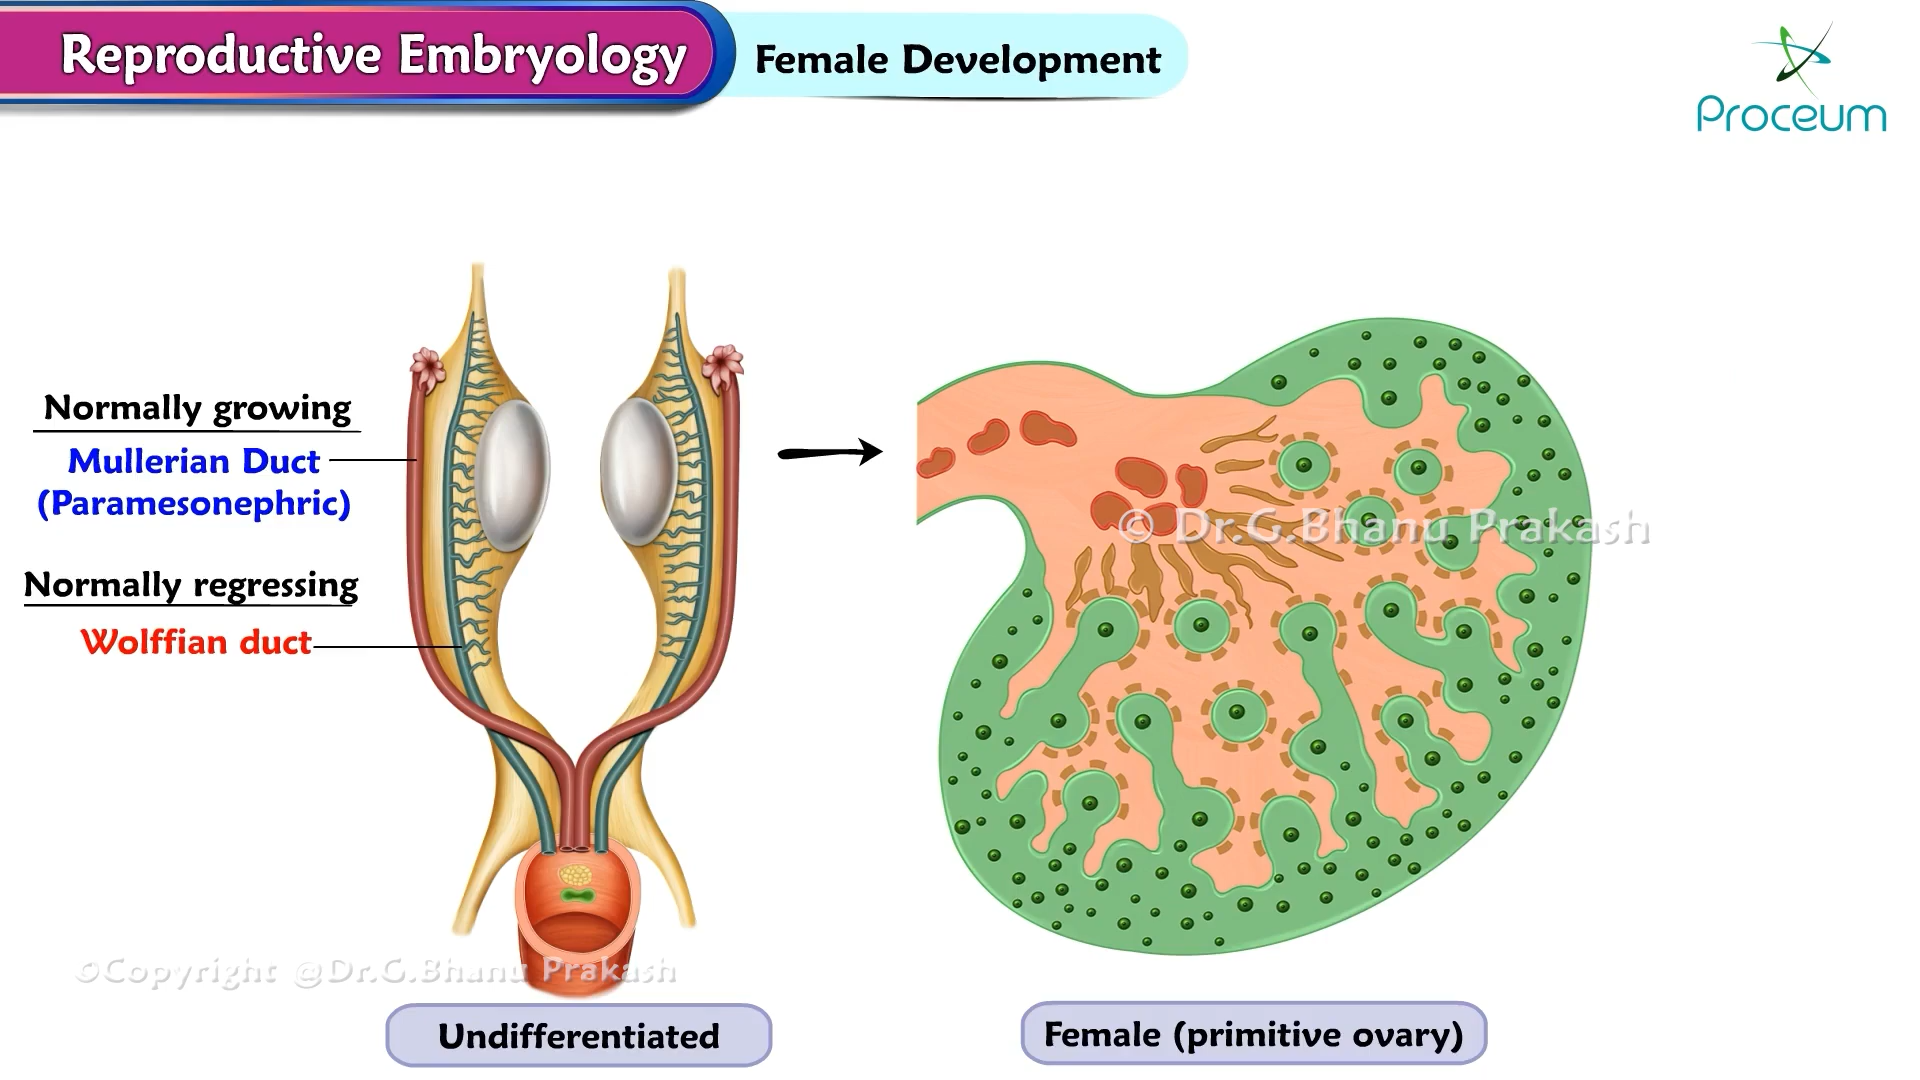 Reproductive Embryology
Female Development
Proceum
Normally growing
Mullerian Duct
(Paramesonephric)
Normally regressing
Wolffian duct
© Dr.G.Bhanu Prakash
©Copyright @Dr.G.Bhanu Prakash
Undifferentiated
Female (primitive ovary)